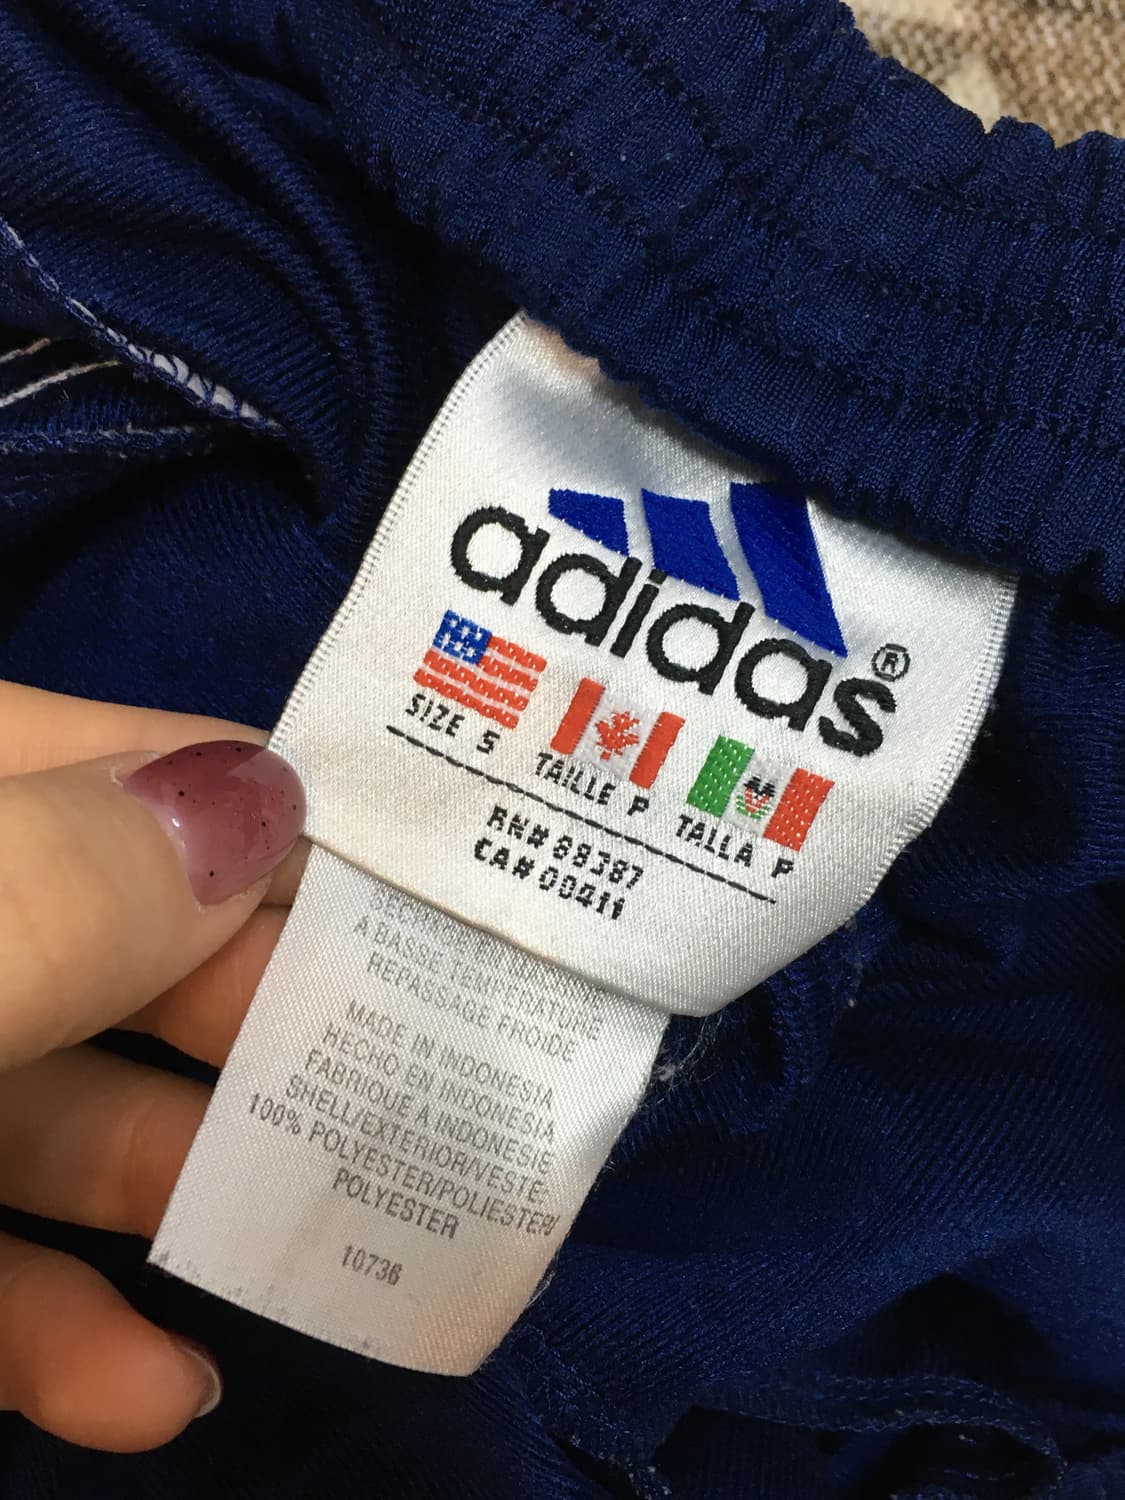 adidas®
SIZE S
TAILLE P
TALLA P
RN# 88387
CA# 00411
A BASSE TEMPERATURE
REPASSAGE FROIDE
MADE IN INDONESIA
HECHO EN INDONESIA
FABRIQUE A INDONESIE
SHELL/EXTERIOR/VESTE:
100% POLYESTER/POLIESTER/
POLYESTER
10736